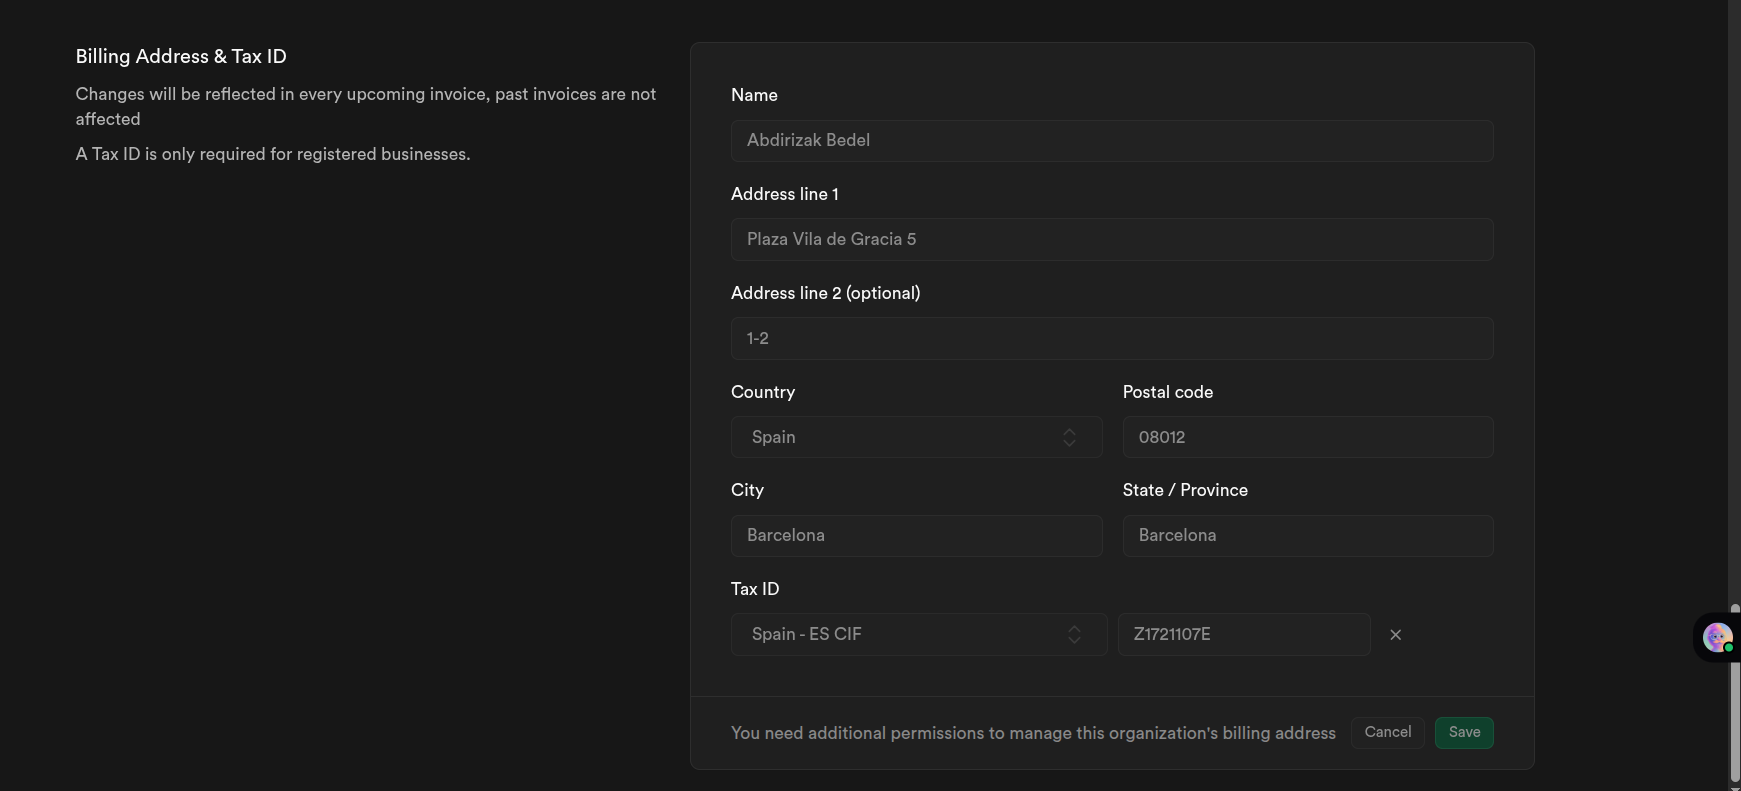 Billing Address & Tax ID
Changes will be reflected in every upcoming invoice, past invoices are not
affected
A Tax ID is only required for registered businesses.
Name
Abdirizak Bedel
Address line 1
Plaza Vila de Gracia 5
Address line 2 (optional)
1-2
Country
Postal code
Spain
08012
City
State / Province
Barcelona
Barcelona
Tax ID
Spain - ES CIF
Z1721107E
You need additional permissions to manage this organization's billing address
Cancel
Save